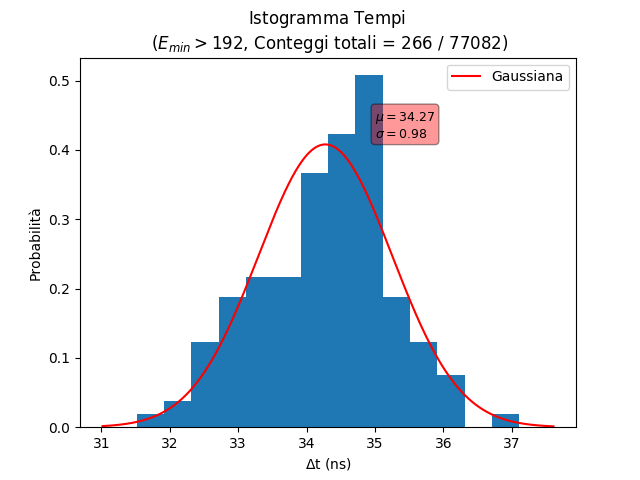 Istogramma Tempi
(E_min > 192, Conteggi totali = 266 / 77082)
Gaussiana
μ = 34.27
σ = 0.98
Probabilità
0.5
0.4
0.3
0.2
0.1
0.0
31 32 33 34 35 36 37
Δt (ns)